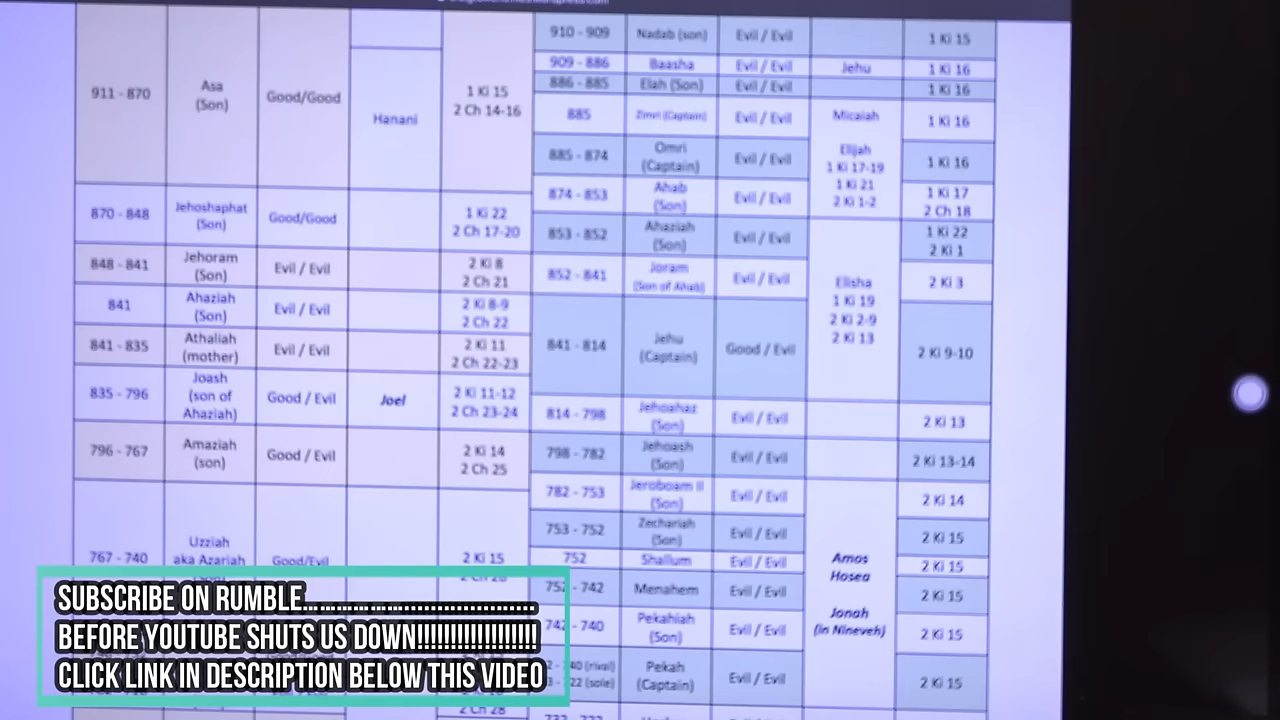 911 - 870
Asa
(Son)
Good/Good
Hanani
1 Ki 15
2 Ch 14-16
870 - 848
Jehoshaphat
(Son)
Good/Good
1 Ki 22
2 Ch 17-20
848 - 841
Jehoram
(Son)
Evil / Evil
2 Ki 8
2 Ch 21
841
Ahaziah
(Son)
Evil / Evil
2 Ki 8-9
2 Ch 22
841 - 835
Athaliah
(mother)
Evil / Evil
2 Ki 11
2 Ch 22-23
835 - 796
Joash
(son of
Ahaziah)
Good / Evil
Joel
2 Ki 11-12
2 Ch 23-24
796 - 767
Amaziah
(son)
Good / Evil
2 Ki 14
2 Ch 25
767 - 740
Uzziah
aka Azariah
Good/Evil
2 Ki 15
2 Ch 28
910 - 909
Nadab (son)
Evil / Evil
1 Ki 15
909 - 886
Baasha
Evil / Evil
Jehu
1 Ki 16
886 - 885
Elah (Son)
Evil / Evil
1 Ki 16
885
Zimri (Captain)
Evil / Evil
Micaiah
1 Ki 16
885 - 874
Omri
(Captain)
Evil / Evil
Elijah
1 Ki 17-19
1 Ki 21
2 Ki 1-2
1 Ki 16
874 - 853
Ahab
(Son)
Evil / Evil
1 Ki 17
2 Ch 18
853 - 852
Ahaziah
(Son)
Evil / Evil
1 Ki 22
2 Ki 1
852 - 841
Joram
(Son of Ahab)
Evil / Evil
Elisha
1 Ki 19
2 Ki 2-9
2 Ki 13
2 Ki 3
841 - 814
Jehu
(Captain)
Good / Evil
2 Ki 9-10
814 - 798
Jehoahaz
(Son)
Evil / Evil
2 Ki 13
798 - 782
Jehoash
(Son)
Evil / Evil
2 Ki 13-14
782 - 753
Jeroboam II
(Son)
Evil / Evil
2 Ki 14
753 - 752
Zechariah
(Son)
Evil / Evil
2 Ki 15
752
Shallum
Evil / Evil
Amos
Hosea
Jonah
(in Nineveh)
2 Ki 15
752 - 742
Menahem
Evil / Evil
2 Ki 15
742 - 740
Pekahiah
(Son)
Evil / Evil
2 Ki 15
40 (rival)
22 (sole)
Pekah
(Captain)
Evil / Evil
2 Ki 15
SUBSCRIBE ON RUMBLE................................................
BEFORE YOUTUBE SHUTS US DOWN!!!!!!!!!!!!!!!!!!!!
CLICK LINK IN DESCRIPTION BELOW THIS VIDEO